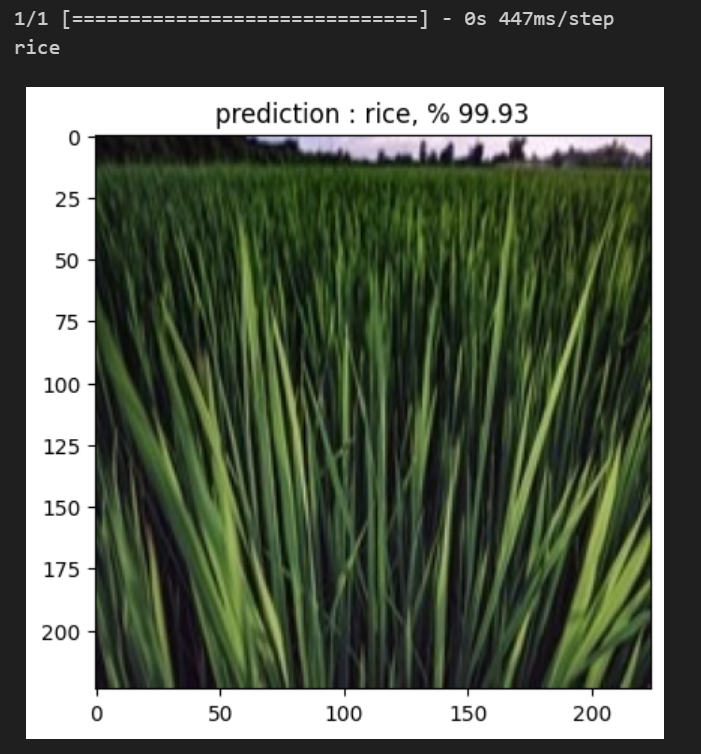 1/1 [==============================] - 0s 447ms/step
rice
prediction : rice, % 99.93
0
25
50
75
100
125
150
175
200
0 50 100 150 200